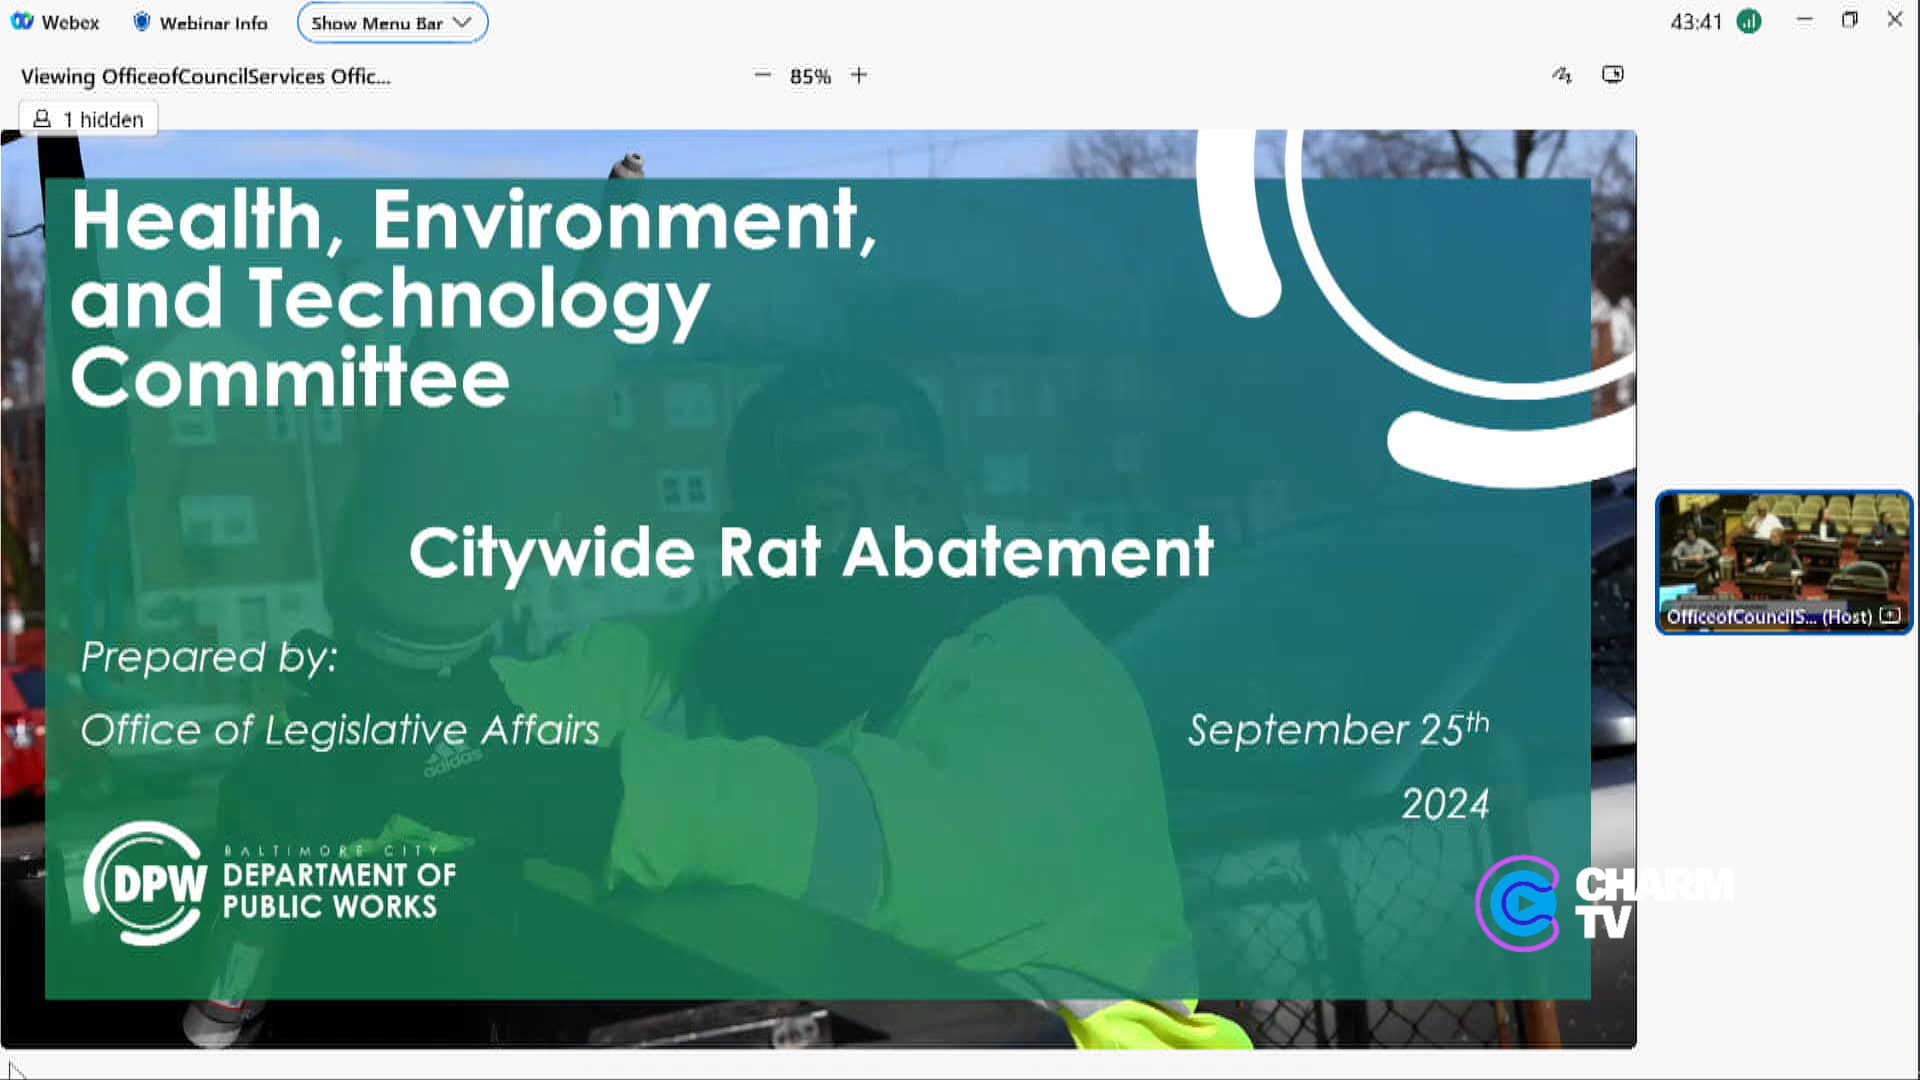 Webex
Webinar Info
Show Menu Bar
43:41
Viewing OfficeofCouncilServices Offic...
85%
1 hidden
Health, Environment,
and Technology
Committee
Citywide Rat Abatement
Prepared by:
Office of Legislative Affairs
September 25th
2024
adidas
BALTIMORE CITY
DPW
DEPARTMENT OF
PUBLIC WORKS
CHARM
TV
OfficeofCouncilS... (Host)